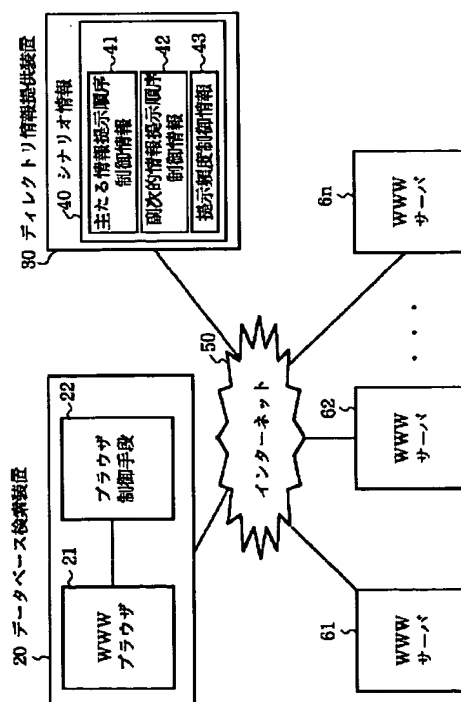 20 データベース検索装置
21
WWW
ブラウザ
22
ブラウザ
制御手段
30 ディレクトリ情報提供装置
40 シナリオ情報
主たる情報提示順序
制御情報
41
副次的情報提示順序
制御情報
42
提示頻度制御情報
43
50
インターネット
61
WWW
サーバ
62
WWW
サーバ
. . .
6n
WWW
サーバ